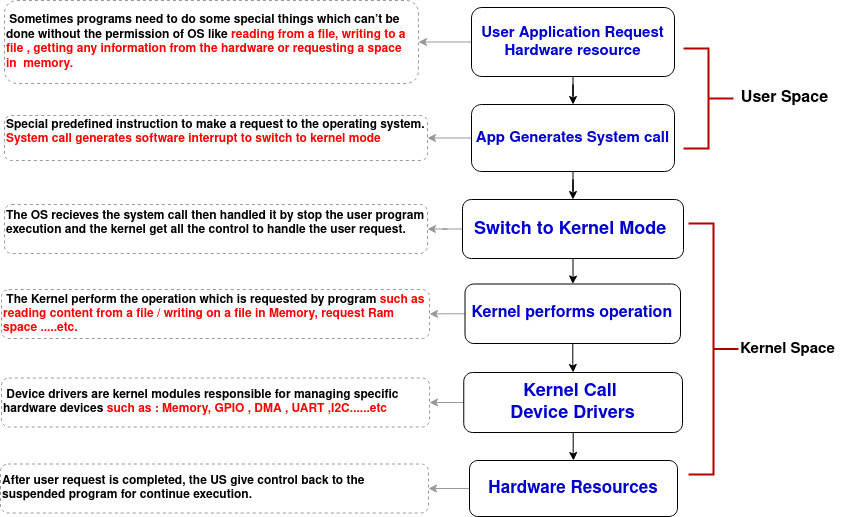 Sometimes programs need to do some special things which can't be
done without the permission of OS like reading from a file, writing to a
file , getting any information from the hardware or requesting a space
in memory.
User Application Request
Hardware resource
User Space
Special predefined instruction to make a request to the operating system.
System call generates software interrupt to switch to kernel mode
App Generates System call
The OS recieves the system call then handled it by stop the user program
execution and the kernel get all the control to handle the user request.
Switch to Kernel Mode
The Kernel perform the operation which is requested by program such as
reading content from a file / writing on a file in Memory, request Ram
space .....etc.
Kernel performs operation
Kernel Space
Device drivers are kernel modules responsible for managing specific
hardware devices such as : Memory, GPIO , DMA , UART ,I2C......etc
Kernel Call
Device Drivers
After user request is completed, the US give control back to the
suspended program for continue execution.
Hardware Resources